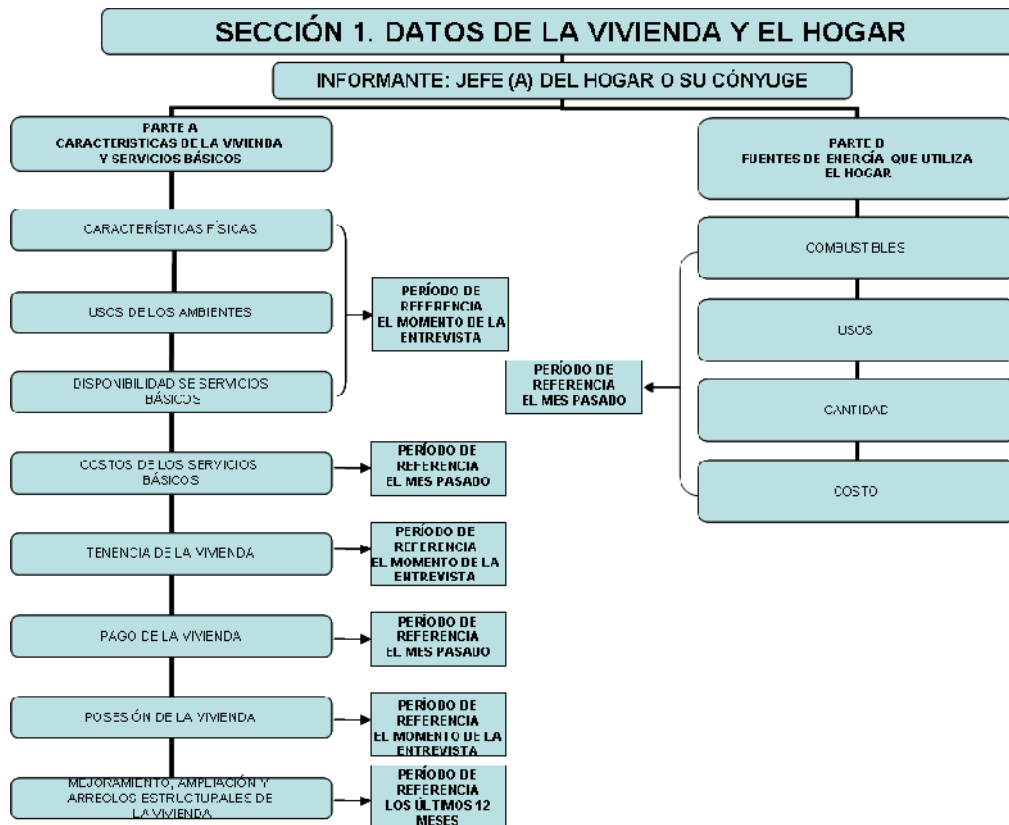 SECCIÓN 1. DATOS DE LA VIVIENDA Y EL HOGAR
INFORMANTE: JEFE (A) DEL HOGAR O SU CÓNYUGE
PARTE A
CARACTERISTICAS DE LA VIVIENDA
Y SERVICIOS BÁSICOS
CARACTERÍSTICAS FÍSICAS
USOS DE LOS AMBIENTES
DISPONIBILIDAD SE SERVICIOS
BÁSICOS
PERÍODO DE
REFERENCIA
EL MOMENTO DE LA
ENTREVISTA
COSTOS DE LOS SERVICIOS
BÁSICOS
PERÍODO DE
REFERENCIA
EL MES PASADO
TENENCIA DE LA VIVIENDA
PERÍODO DE
REFERENCIA
EL MOMENTO DE LA
ENTREVISTA
PAGO DE LA VIVIENDA
PERÍODO DE
REFERENCIA
EL MES PASADO
POSESIÓN DE LA VIVIENDA
PERÍODO DE
REFERENCIA
EL MOMENTO DE LA
ENTREVISTA
MEJORAMIENTO, AMPLIACIÓN Y
ARREGLOS ESTRUCTURALES DE
LA VIVIENDA
PERÍODO DE
REFERENCIA
LOS ÚLTIMOS 12
MESES
PARTE B
FUENTES DE ENERGÍA QUE UTILIZA
EL HOGAR
COMBUSTIBLES
USOS
CANTIDAD
COSTO
PERÍODO DE
REFERENCIA
EL MES PASADO